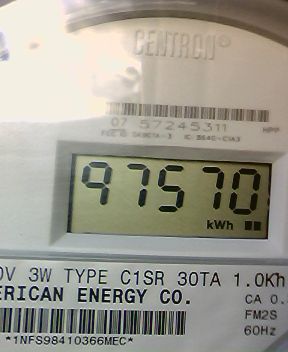 CENTRON®
07 57245311
97570
kWh
0V 3W TYPE C1SR 30TA 1.0Kh
ERICAN ENERGY CO.
CA 0.
FM2S
60Hz
*1NFS98410366MEC*